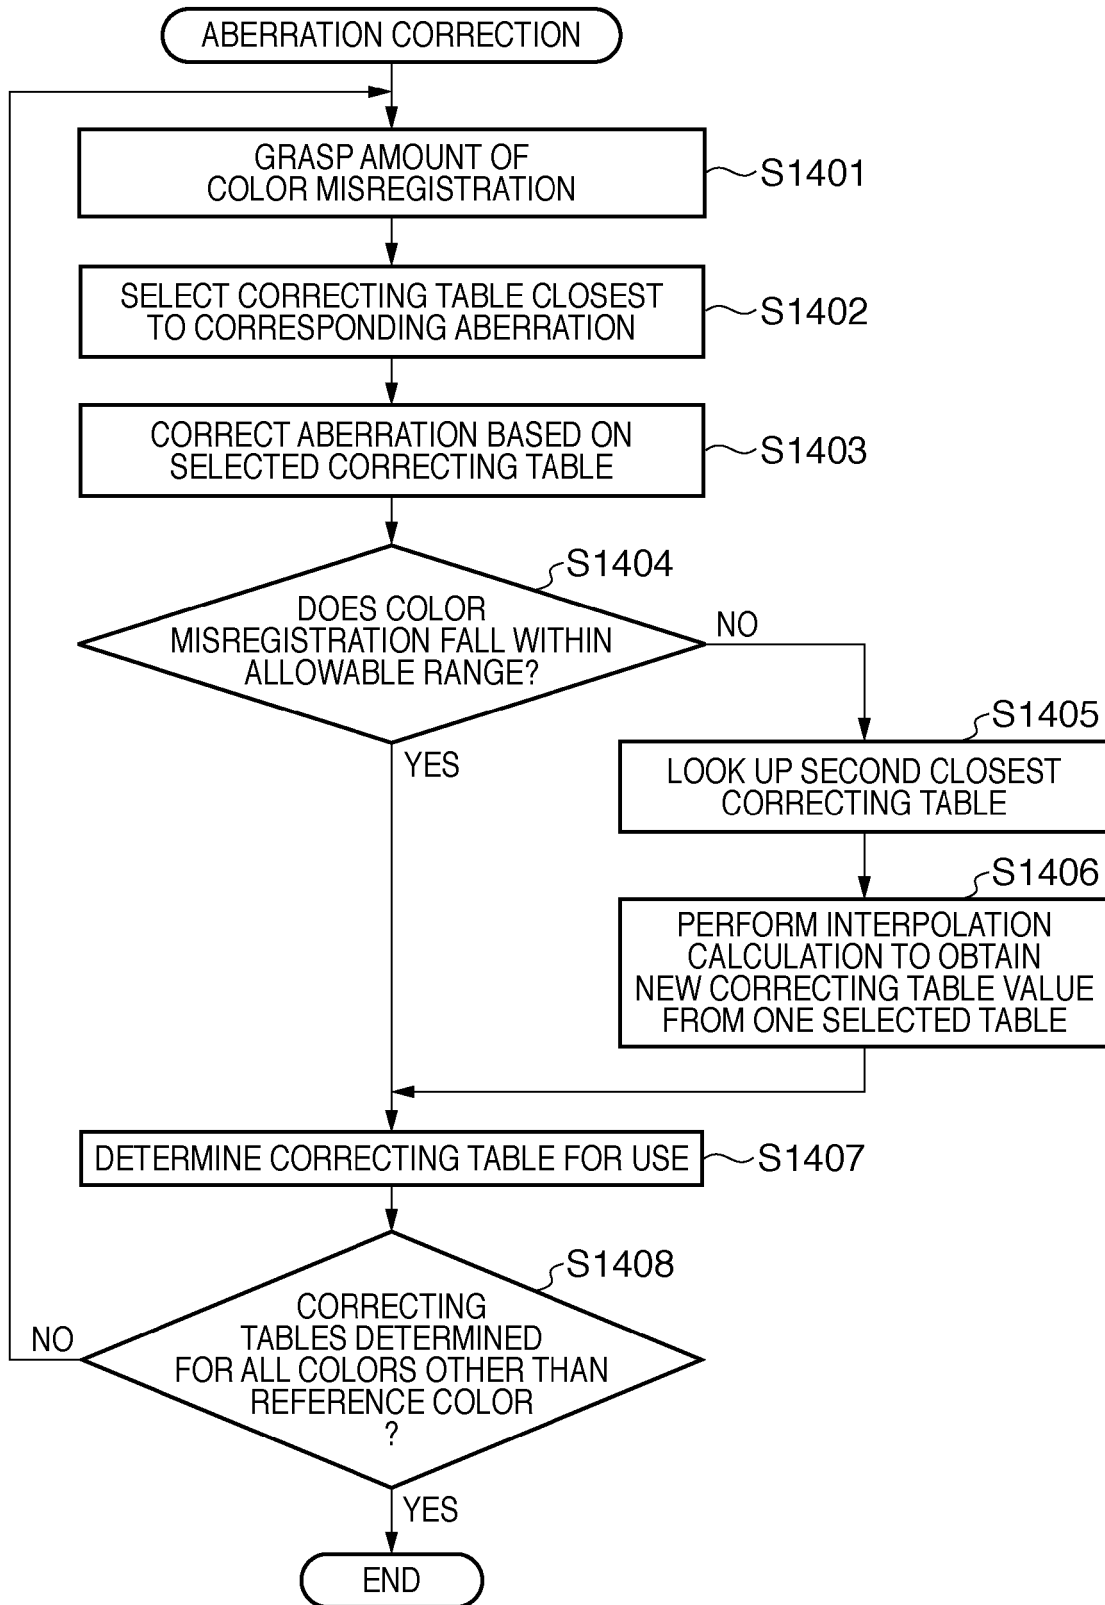 ABERRATION CORRECTION
GRASP AMOUNT OF
COLOR MISREGISTRATION
S1401
SELECT CORRECTING TABLE CLOSEST
TO CORRESPONDING ABERRATION
S1402
CORRECT ABERRATION BASED ON
SELECTED CORRECTING TABLE
S1403
S1404
DOES COLOR
MISREGISTRATION FALL WITHIN
ALLOWABLE RANGE?
NO
YES
S1405
LOOK UP SECOND CLOSEST
CORRECTING TABLE
S1406
PERFORM INTERPOLATION
CALCULATION TO OBTAIN
NEW CORRECTING TABLE VALUE
FROM ONE SELECTED TABLE
DETERMINE CORRECTING TABLE FOR USE
S1407
S1408
CORRECTING
TABLES DETERMINED
FOR ALL COLORS OTHER THAN
REFERENCE COLOR
?
NO
YES
END